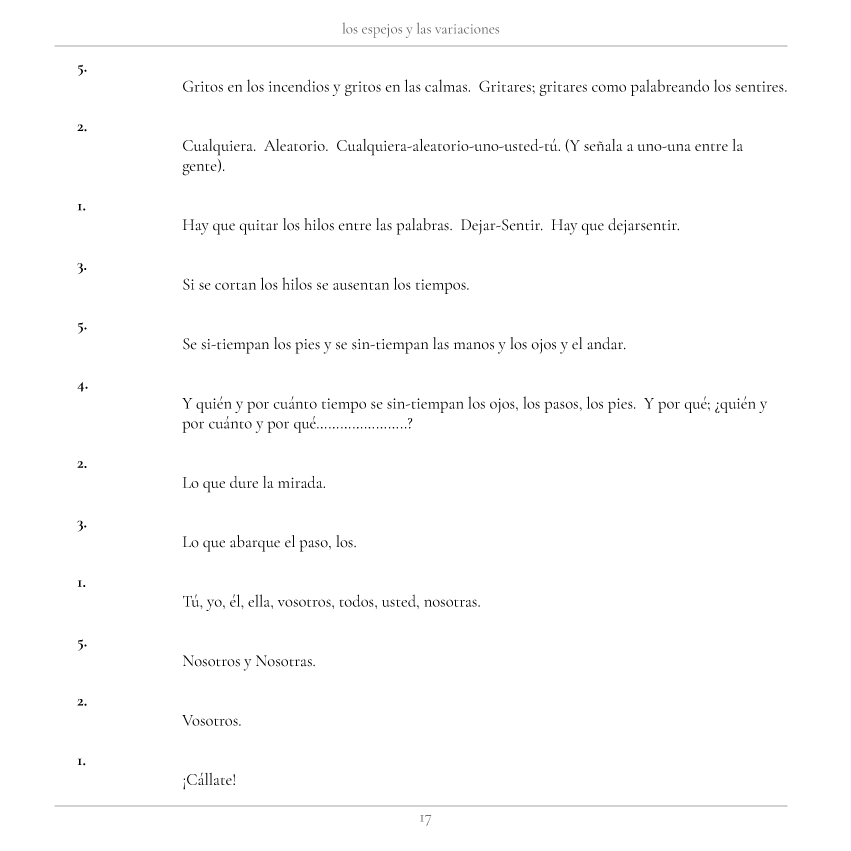 los espejos y las variaciones
5.
Gritos en los incendios y gritos en las calmas.  Gritares; gritares como palabreando los sentires.
2.
Cualquiera.  Aleatorio.  Cualquiera-aleatorio-uno-usted-tú. (Y señala a uno-una entre la
gente).
1.
Hay que quitar los hilos entre las palabras.  Dejar-Sentir.  Hay que dejarsentir.
3.
Si se cortan los hilos se ausentan los tiempos.
5.
Se si-tiempan los pies y se sin-tiempan las manos y los ojos y el andar.
4.
Y quién y por cuánto tiempo se sin-tiempan los ojos, los pasos, los pies.  Y por qué; ¿quién y
por cuánto y por qué.......................?
2.
Lo que dure la mirada.
3.
Lo que abarque el paso, los.
1.
Tú, yo, él, ella, vosotros, todos, usted, nosotras.
5.
Nosotros y Nosotras.
2.
Vosotros.
1.
¡Cállate!
17